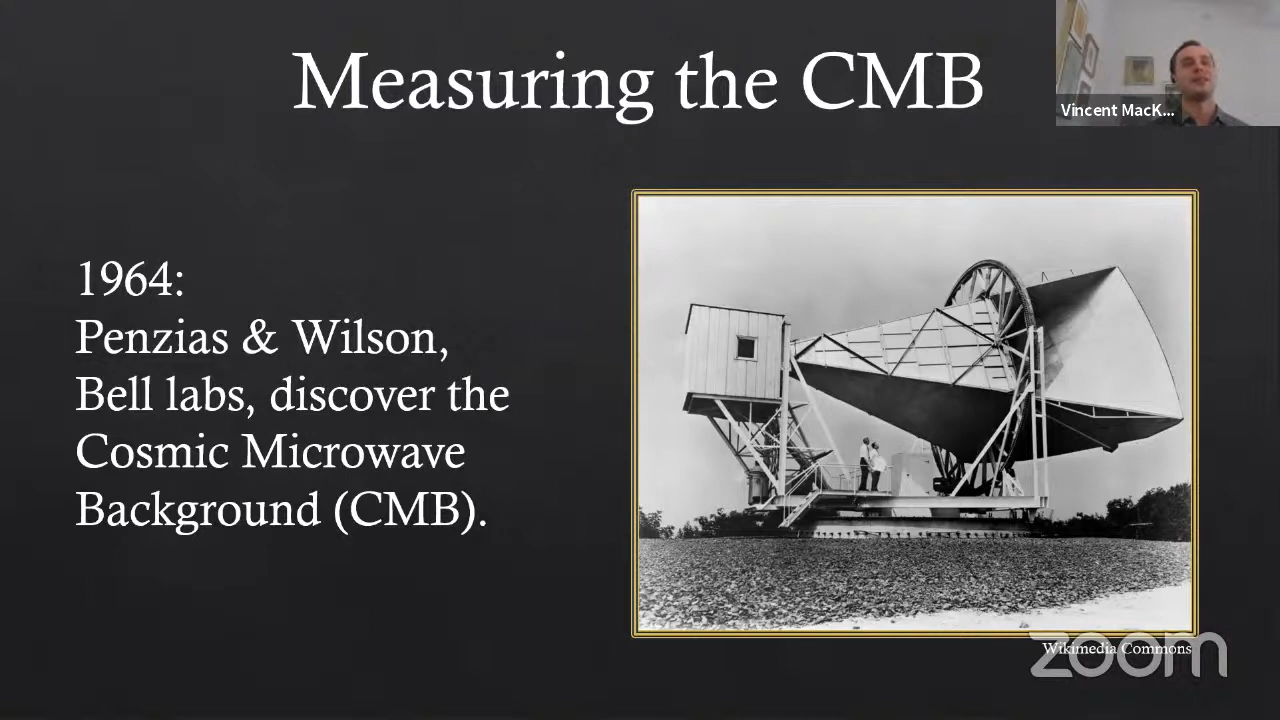 Measuring the CMB
Vincent MacK...
1964:
Penzias & Wilson,
Bell labs, discover the
Cosmic Microwave
Background (CMB).
Wikimedia Commons
zoom